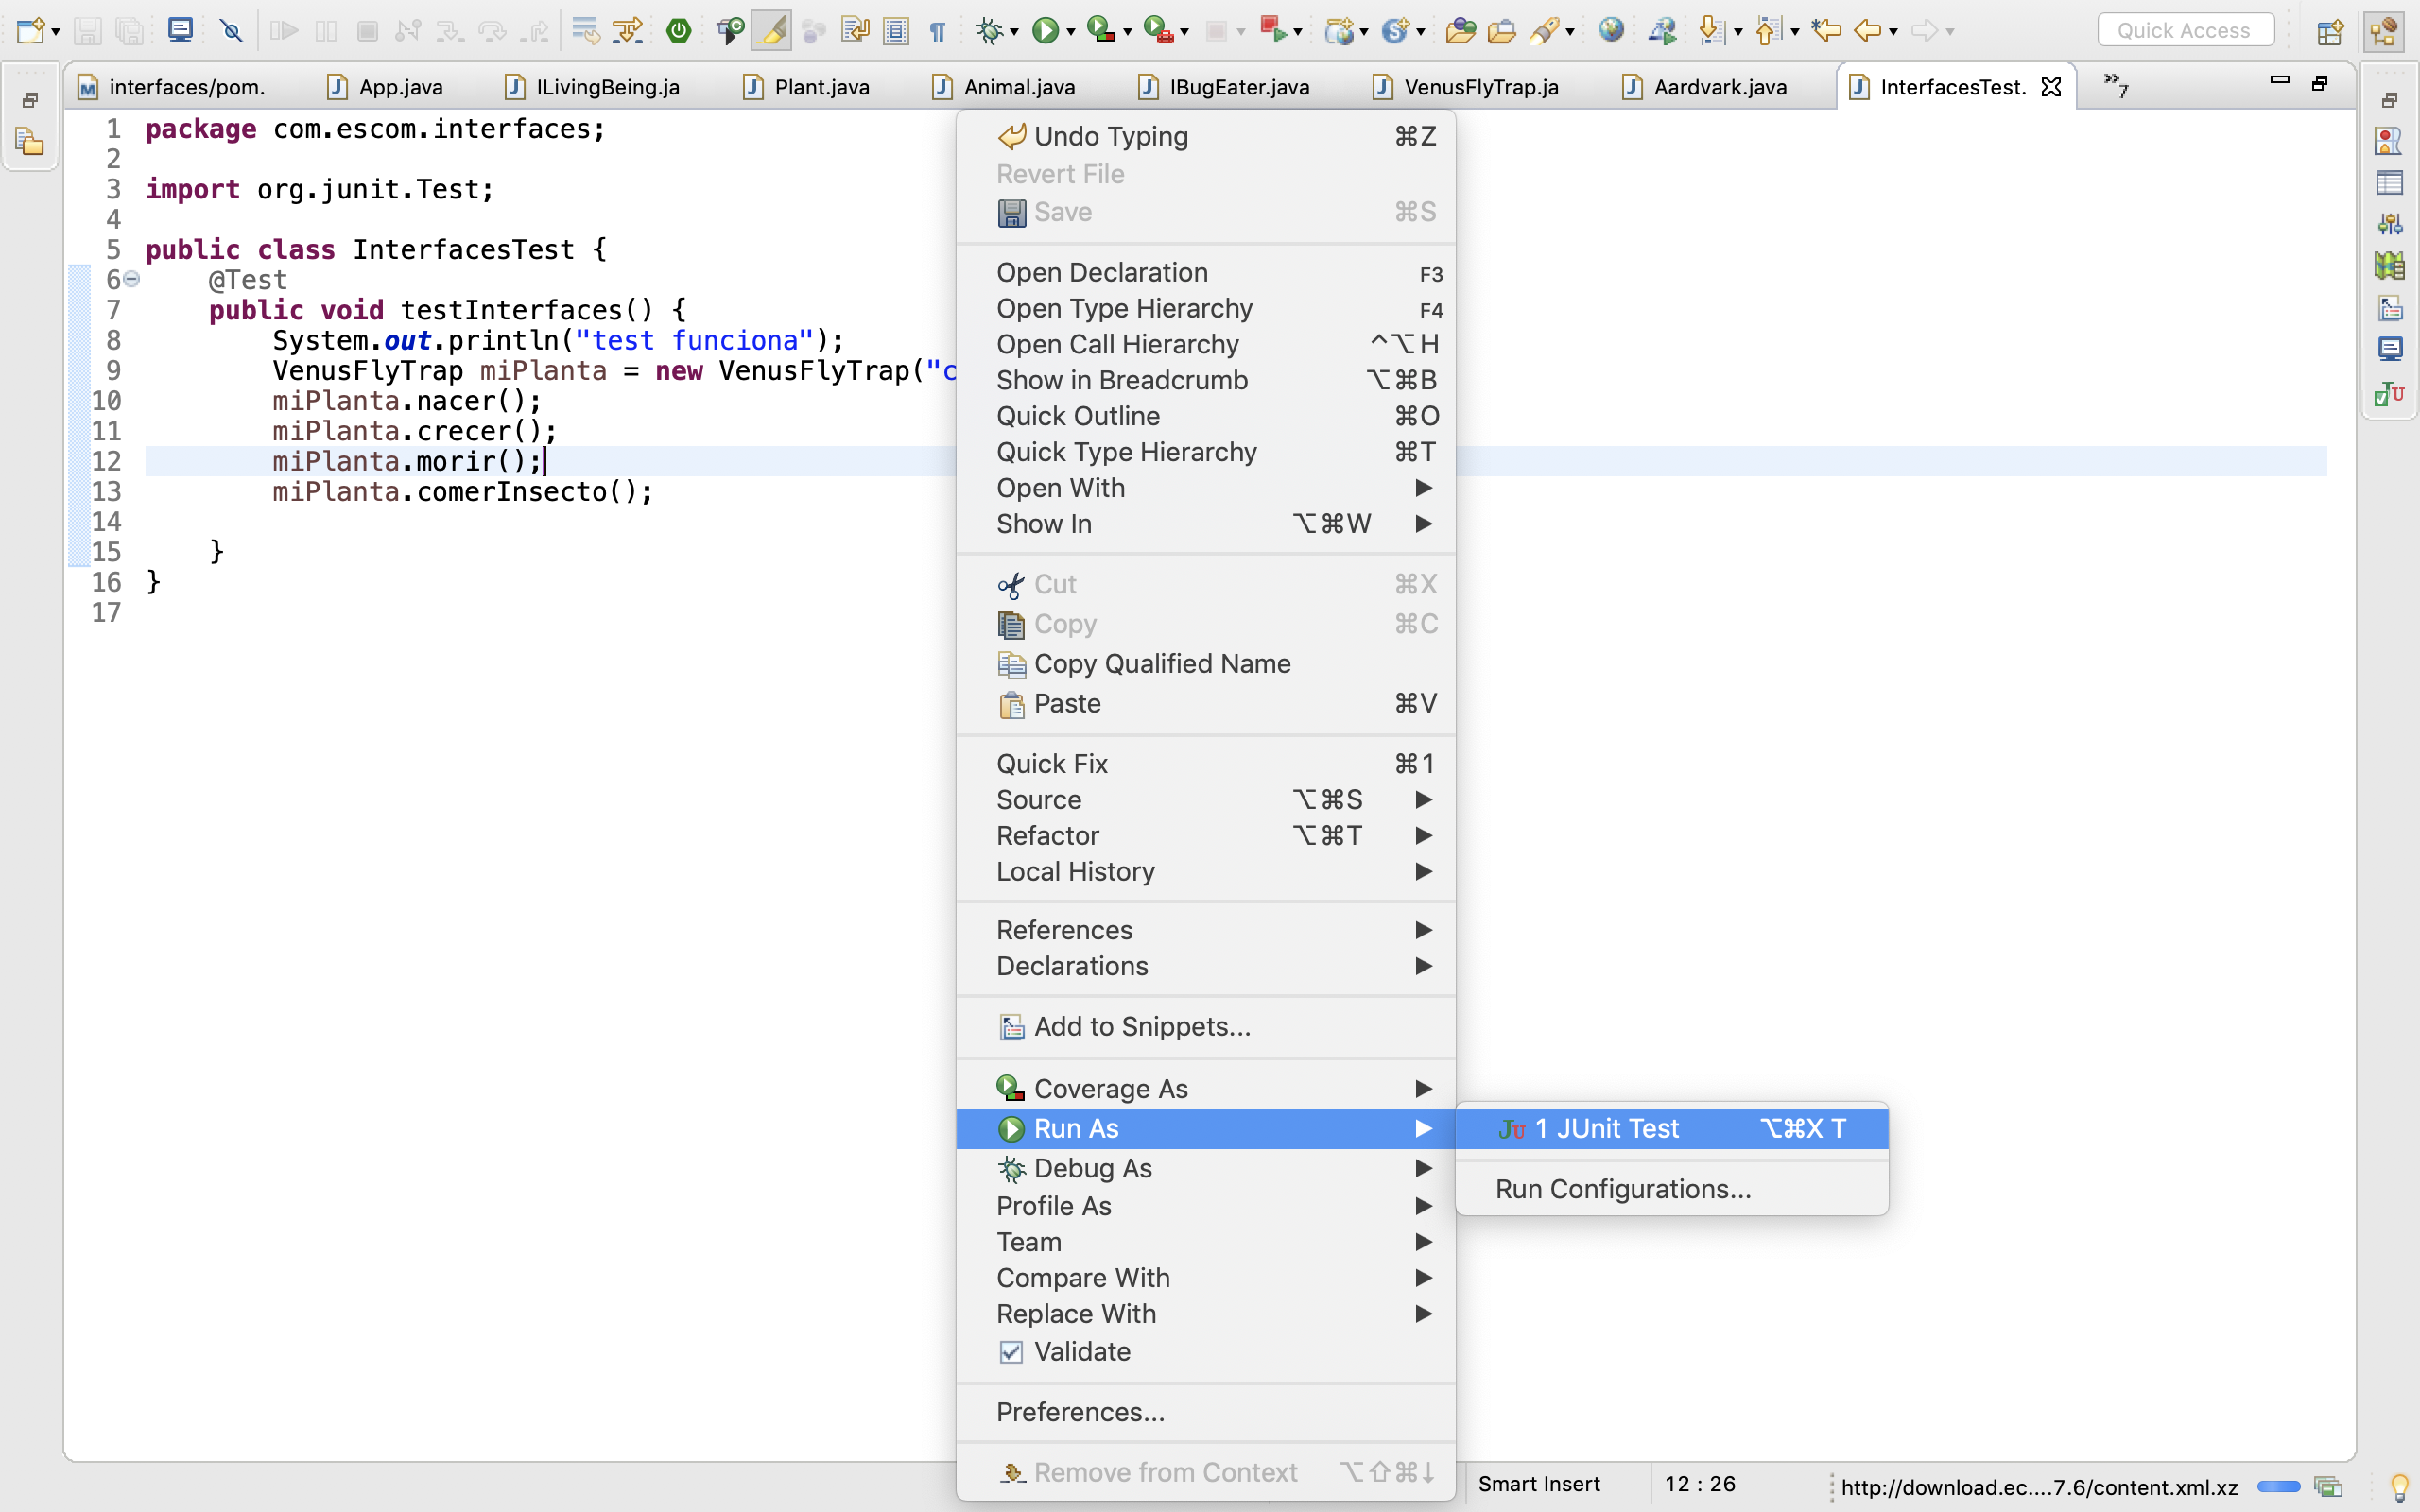 Quick Access
interfaces/pom. App.java ILivingBeing.ja Plant.java Animal.java IBugEater.java VenusFlyTrap.ja Aardvark.java InterfacesTest. »7
1 package com.escom.interfaces;
2
3 import org.junit.Test;
4
5 public class InterfacesTest {
6 @Test
7 public void testInterfaces() {
8 System.out.println("test funciona");
9 VenusFlyTrap miPlanta = new VenusFlyTrap("c
10 miPlanta.nacer();
11 miPlanta.crecer();
12 miPlanta.morir();
13 miPlanta.comerInsecto();
14
15 }
16 }
17
Undo Typing ⌘Z
Revert File
Save ⌘S
Open Declaration F3
Open Type Hierarchy F4
Open Call Hierarchy ^⌥H
Show in Breadcrumb ⌥⌘B
Quick Outline ⌘O
Quick Type Hierarchy ⌘T
Open With
Show In ⌥⌘W
Cut ⌘X
Copy ⌘C
Copy Qualified Name
Paste ⌘V
Quick Fix ⌘1
Source ⌥⌘S
Refactor ⌥⌘T
Local History
References
Declarations
Add to Snippets...
Coverage As
Run As
Debug As
Profile As
Team
Compare With
Replace With
Validate
Preferences...
Remove from Context ⌥⇧⌘↓
Ju 1 JUnit Test ⌥⌘X T
Run Configurations...
Smart Insert 12 : 26 http://download.ec....7.6/content.xml.xz